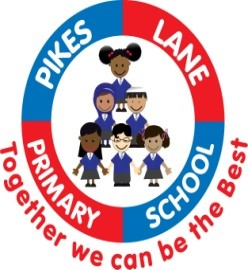 PIKES LANE
PRIMARY SCHOOL
Together we can be the Best